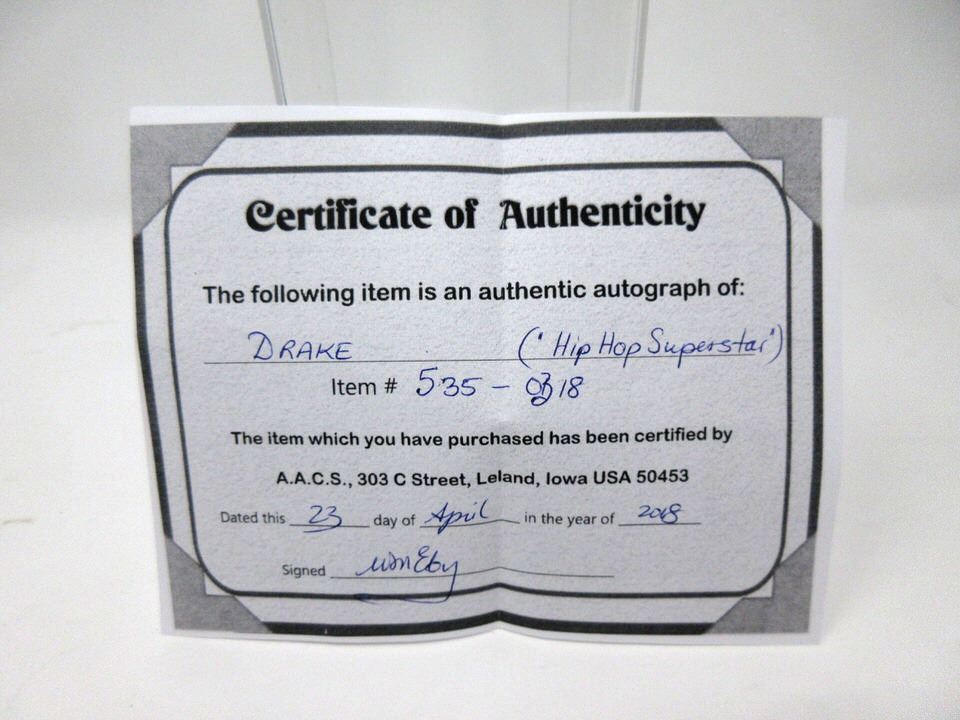 Certificate of Authenticity
The following item is an authentic autograph of:
DRAKE ("Hip Hop Superstar")
Item # 535 - 0318
The item which you have purchased has been certified by
A.A.C.S., 303 C Street, Leland, Iowa USA 50453
Dated this 23 day of April in the year of 2018
Signed